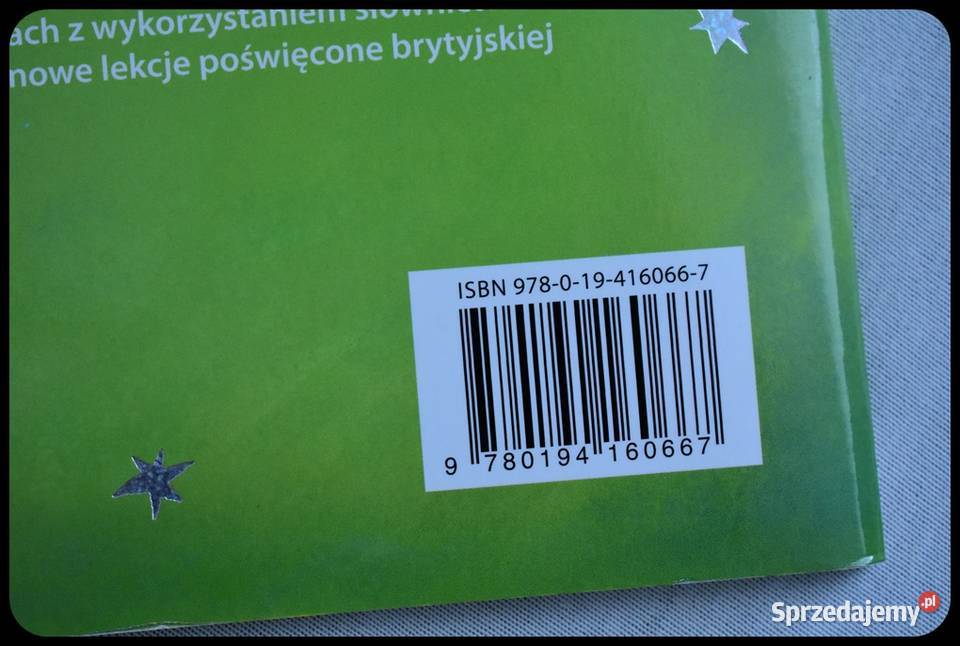 ach z wykorzystaniem
nowe lekcje poświęcone brytyjskiej
ISBN 978-0-19-416066-7
9 780194 160667
Sprzedajemy.pl